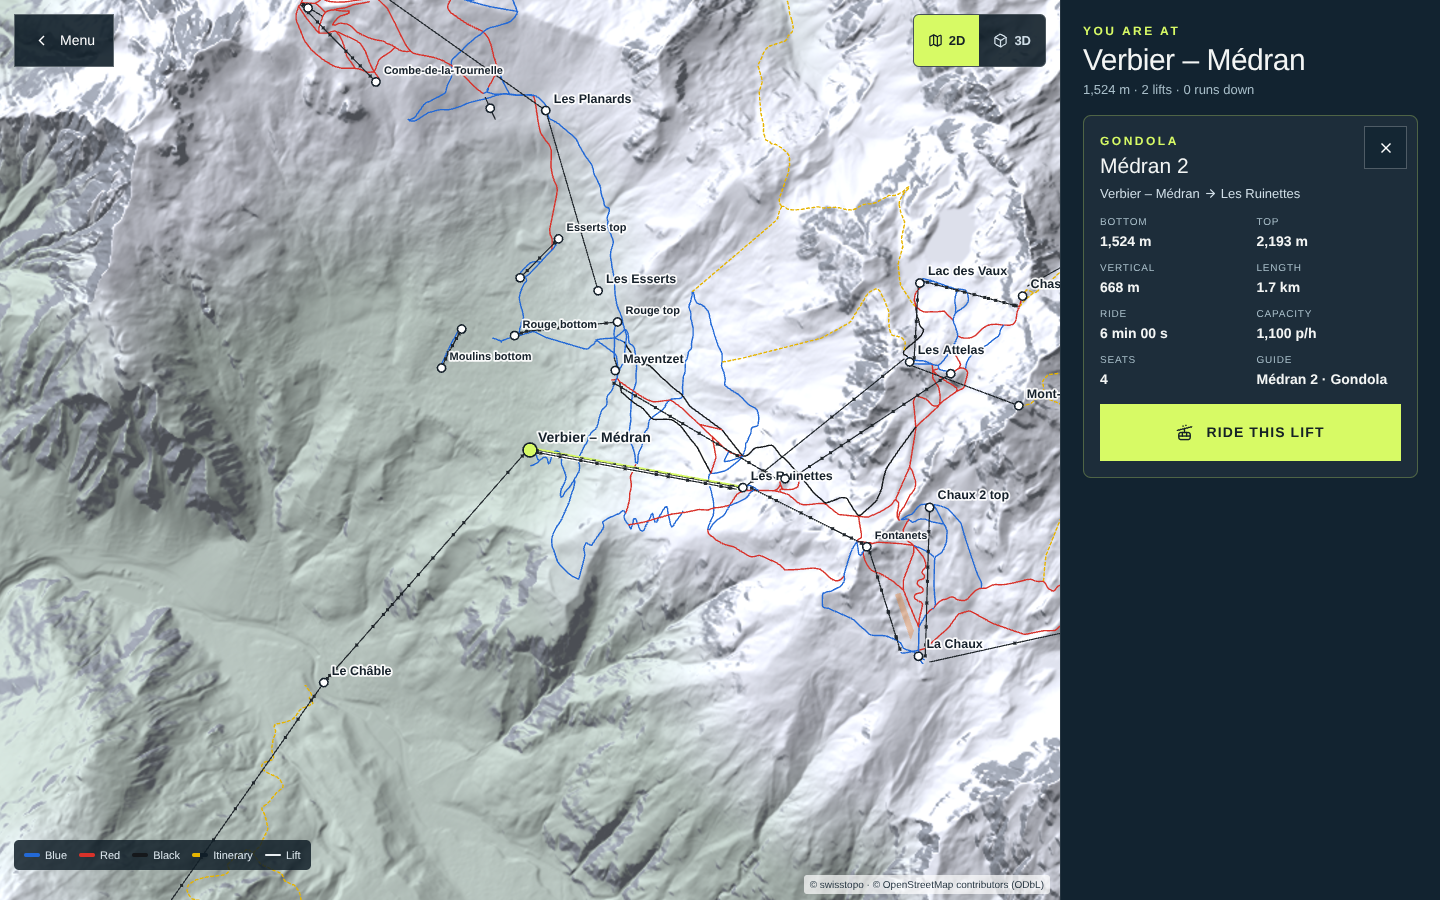 Menu
2D
3D
Combe-de-la-Tournelle
Les Planards
Esserts top
Les Esserts
Rouge top
Rouge bottom
Moulins bottom
Mayentzet
Lac des Vaux
Chas
Les Attelas
Mont-
Verbier – Médran
Les Ruinettes
Chaux 2 top
Fontanets
La Chaux
Le Châble
Blue
Red
Black
Itinerary
Lift
© swisstopo · © OpenStreetMap contributors (ODbL)
YOU ARE AT
Verbier – Médran
1,524 m · 2 lifts · 0 runs down
GONDOLA
Médran 2
Verbier – Médran → Les Ruinettes
BOTTOM
1,524 m
TOP
2,193 m
VERTICAL
668 m
LENGTH
1.7 km
RIDE
6 min 00 s
CAPACITY
1,100 p/h
SEATS
4
GUIDE
Médran 2 · Gondola
RIDE THIS LIFT